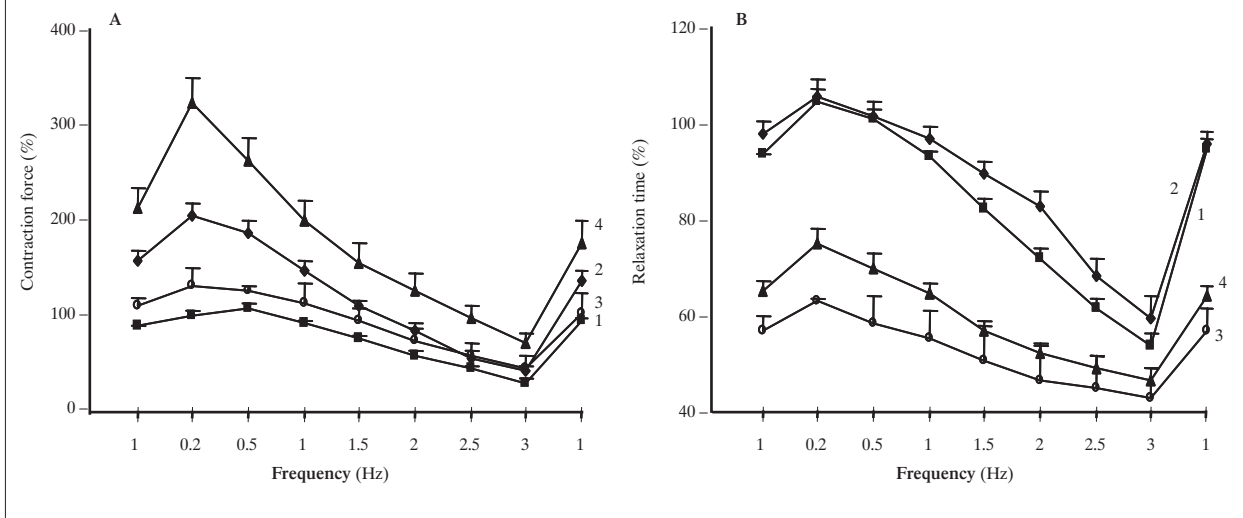 A
400
300
200
100
0
Contraction force (%)
4
2
3
1
1 0.2 0.5 1 1.5 2 2.5 3 1
Frequency (Hz)
B
120
100
80
60
40
Relaxation time (%)
2
1
4
3
1 0.2 0.5 1 1.5 2 2.5 3 1
Frequency (Hz)